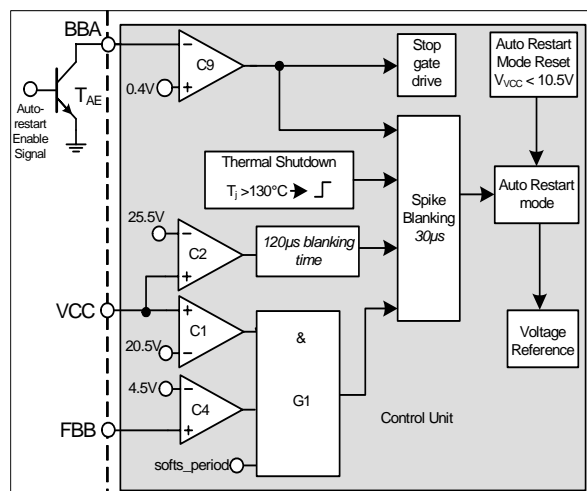 BBA
C9
0.4V
TAE
Auto-
restart
Enable
Signal
Stop
gate
drive
Auto Restart
Mode Reset
VVCC < 10.5V
Thermal Shutdown
Tj >130°C
Spike
Blanking
30µs
Auto Restart
mode
25.5V
C2
120µs blanking
time
VCC
C1
20.5V
&
G1
4.5V
C4
FBB
softs_period
Voltage
Reference
Control Unit